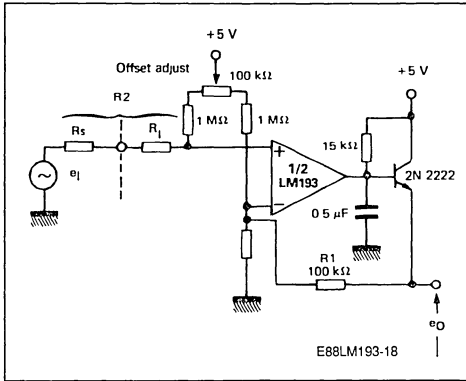 +5 V
Offset adjust
100 kΩ
+5 V
R2
1 MΩ
1 MΩ
15 kΩ
Rs
Ri
+
1/2
LM193
2N 2222
eI
−
0 5 µF
R1
100 kΩ
eO
E88LM193-18